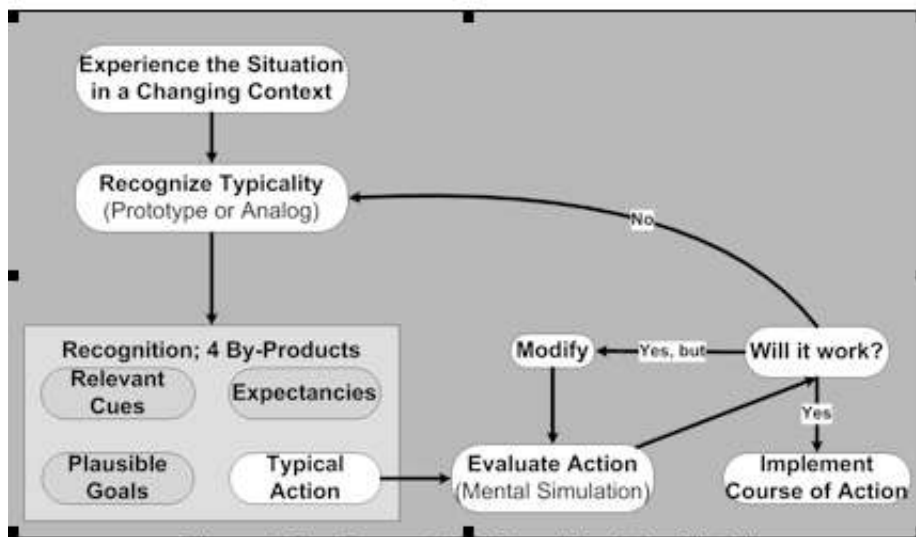 Experience the Situation
in a Changing Context
Recognize Typicality
(Prototype or Analog)
No
Recognition; 4 By-Products
Relevant
Cues
Expectancies
Plausible
Goals
Typical
Action
Modify
Yes, but
Will it work?
Yes
Evaluate Action
(Mental Simulation)
Implement
Course of Action